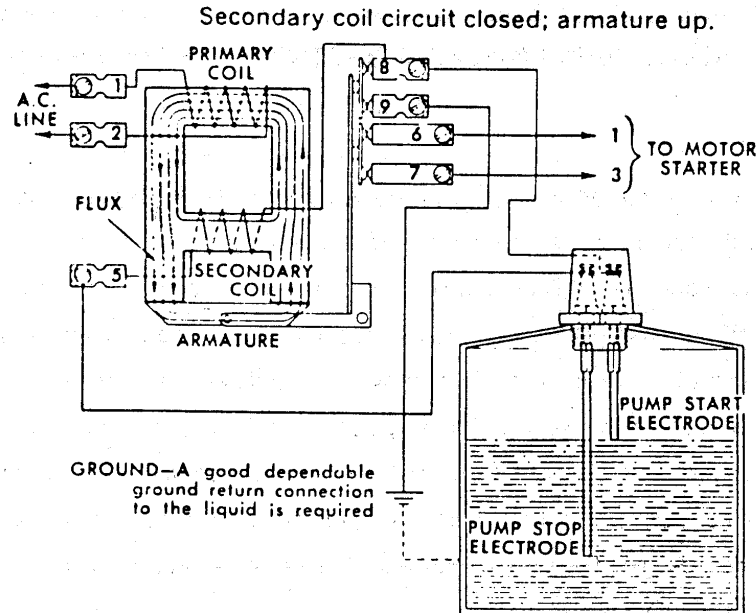 Secondary coil circuit closed; armature up.
PRIMARY
COIL
1
A.C.
LINE
2
8
9
6
7
1
3
TO MOTOR
STARTER
FLUX
5
SECONDARY
COIL
ARMATURE
PUMP START
ELECTRODE
GROUND—A good dependable
ground return connection
to the liquid is required
PUMP STOP
ELECTRODE